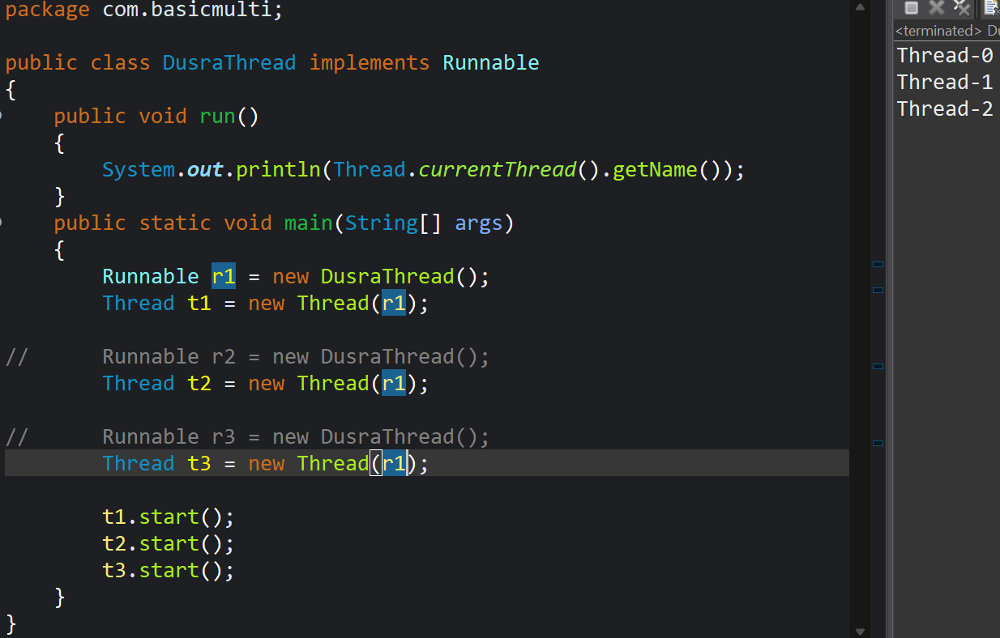 package com.basicmulti;
public class DusraThread implements Runnable
{
public void run()
{
System.out.println(Thread.currentThread().getName());
}
public static void main(String[] args)
{
Runnable r1 = new DusraThread();
Thread t1 = new Thread(r1);
// Runnable r2 = new DusraThread();
Thread t2 = new Thread(r1);
// Runnable r3 = new DusraThread();
Thread t3 = new Thread(r1);
t1.start();
t2.start();
t3.start();
}
}
<terminated>
Thread-0
Thread-1
Thread-2